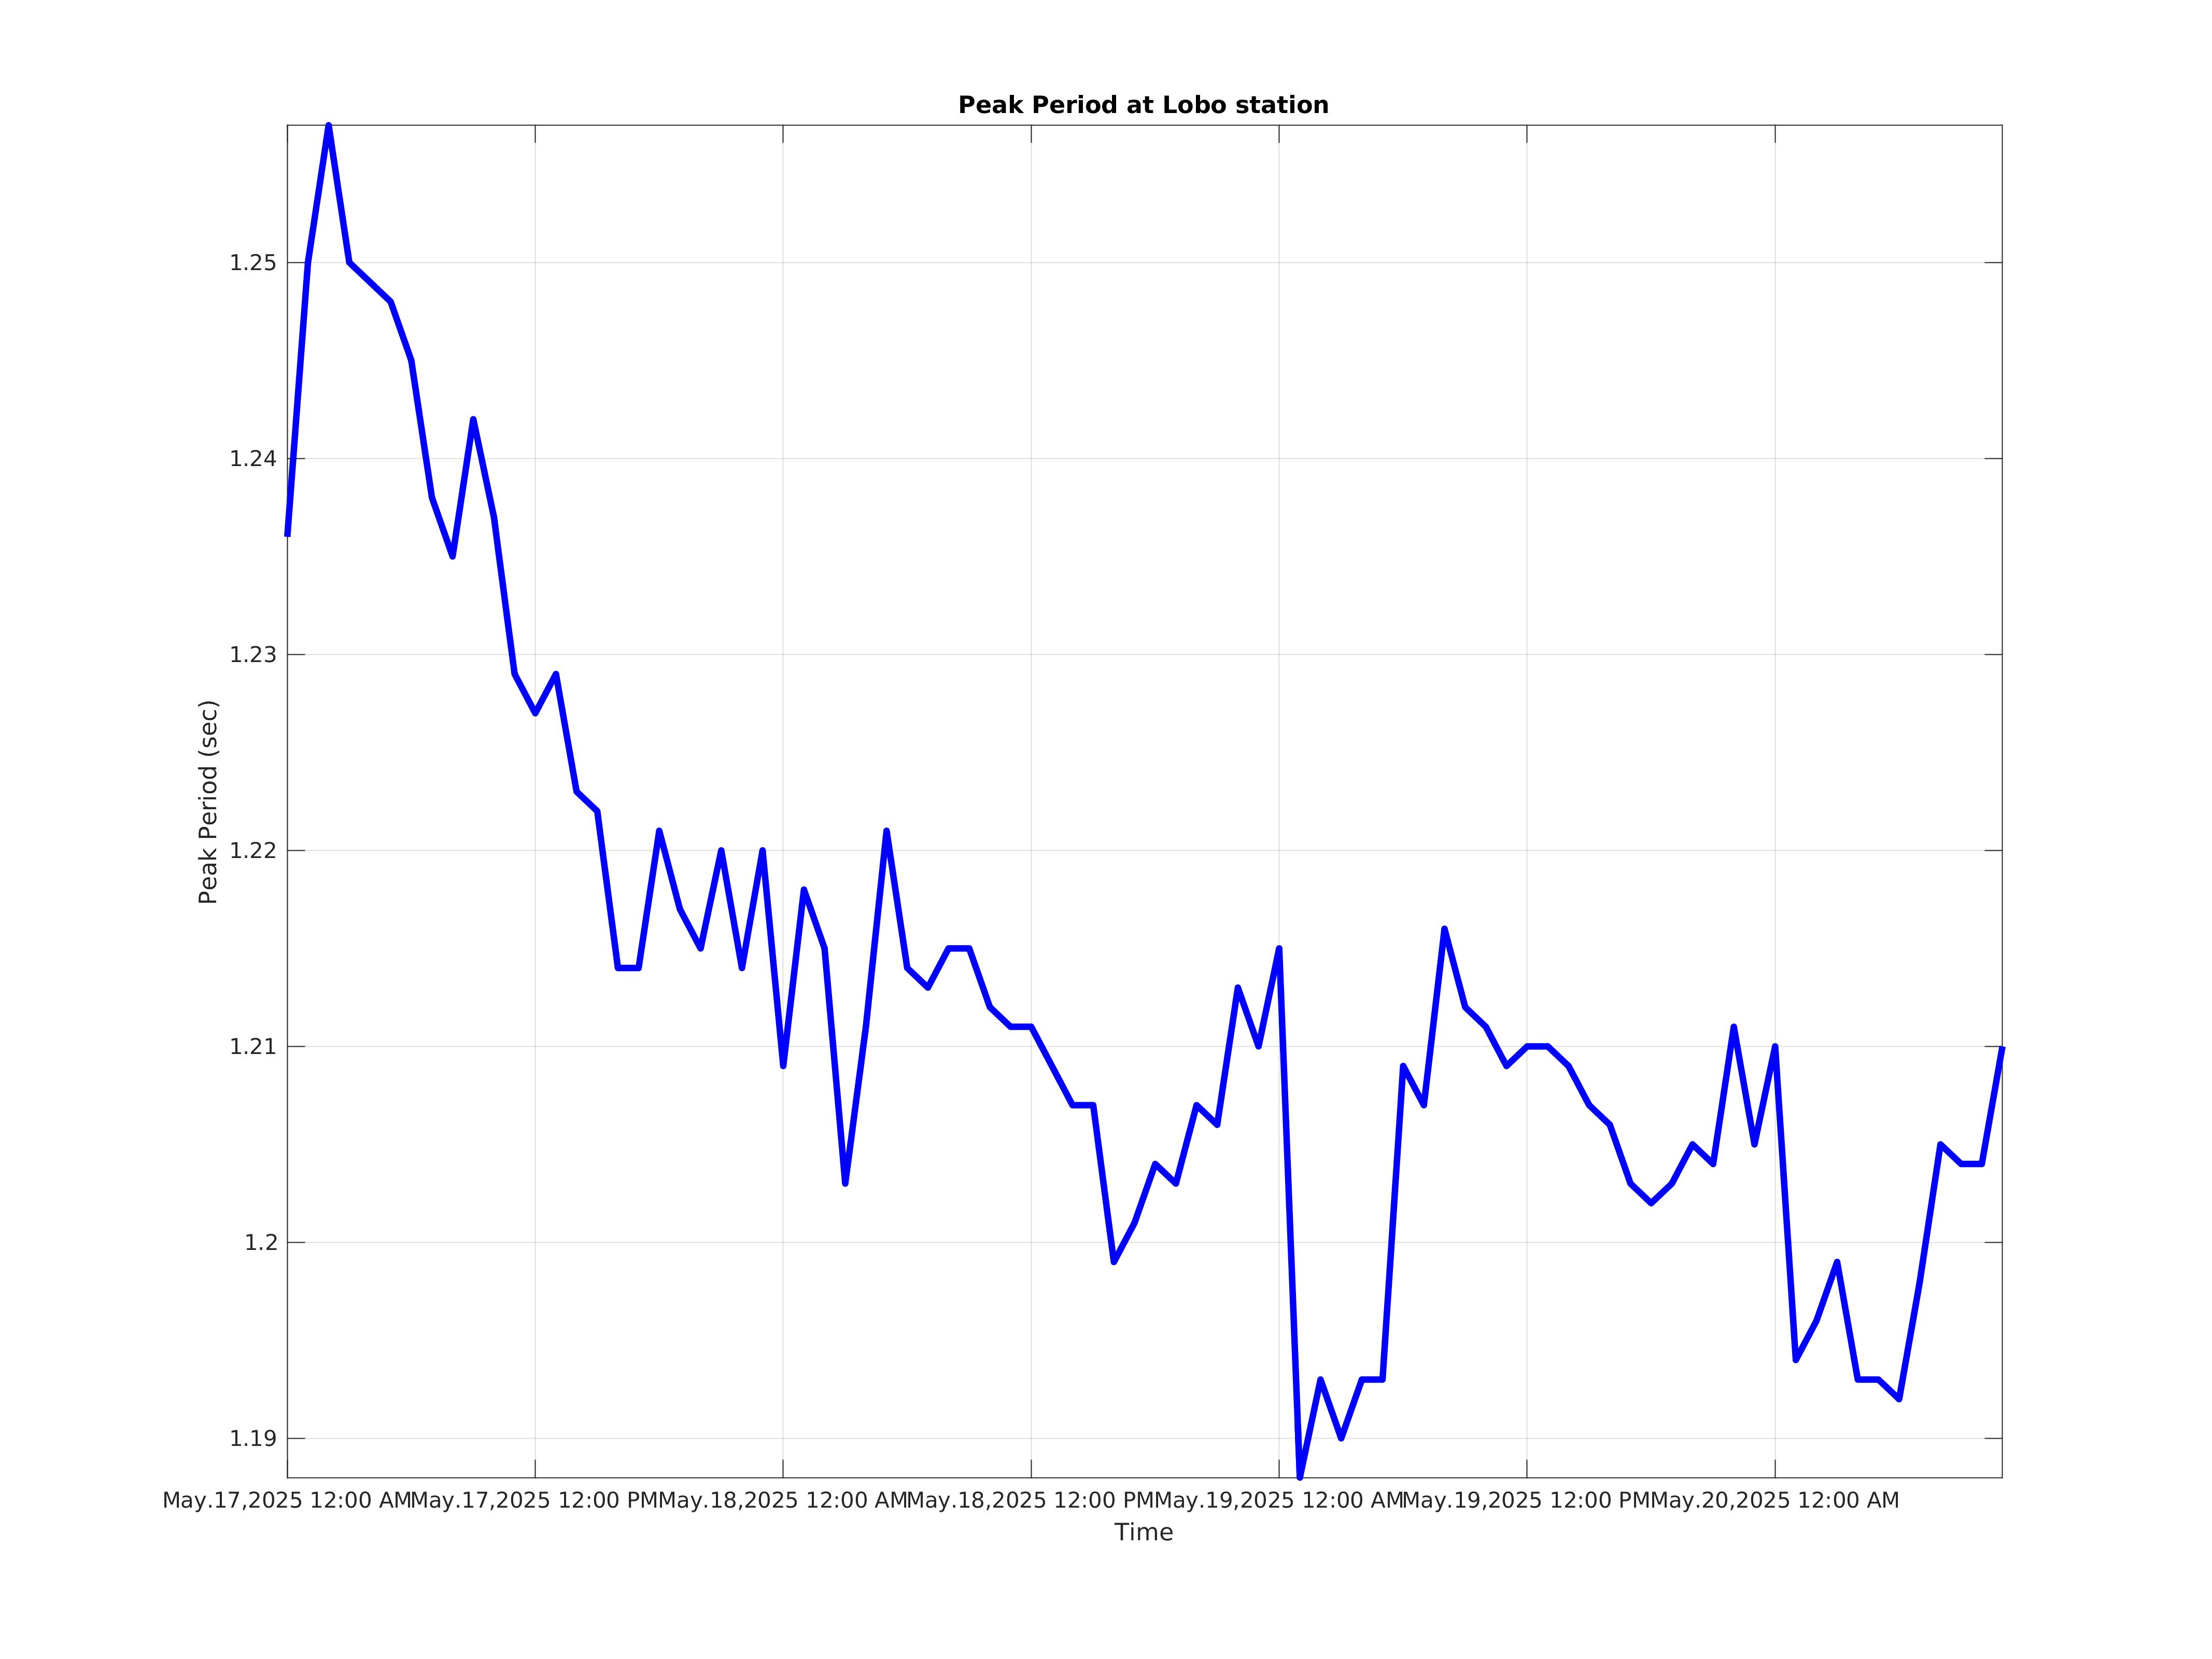 Peak Period at Lobo station
Peak Period (sec)
1.25
1.24
1.23
1.22
1.21
1.2
1.19
May.17,2025 12:00 AM May.17,2025 12:00 PM May.18,2025 12:00 AM May.18,2025 12:00 PM May.19,2025 12:00 AM May.19,2025 12:00 PM May.20,2025 12:00 AM
Time